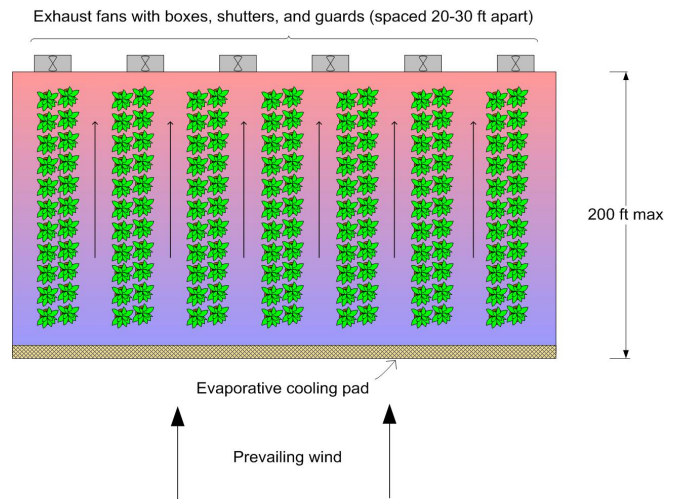 Exhaust fans with boxes, shutters, and guards (spaced 20-30 ft apart)
200 ft max
Evaporative cooling pad
Prevailing wind